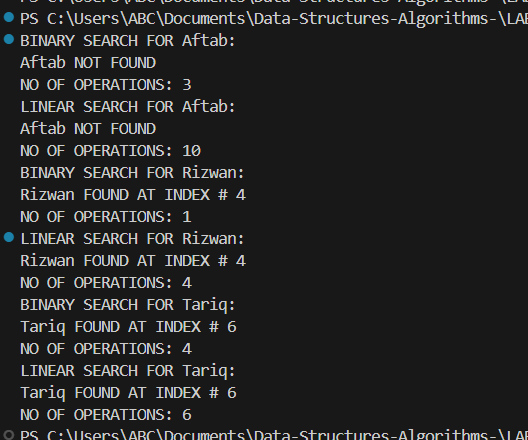 PS C:\Users\ABC\Documents\Data-Structures-Algorithms-\LAB
BINARY SEARCH FOR Aftab:
Aftab NOT FOUND
NO OF OPERATIONS: 3
LINEAR SEARCH FOR Aftab:
Aftab NOT FOUND
NO OF OPERATIONS: 10
BINARY SEARCH FOR Rizwan:
Rizwan FOUND AT INDEX # 4
NO OF OPERATIONS: 1
LINEAR SEARCH FOR Rizwan:
Rizwan FOUND AT INDEX # 4
NO OF OPERATIONS: 4
BINARY SEARCH FOR Tariq:
Tariq FOUND AT INDEX # 6
NO OF OPERATIONS: 4
LINEAR SEARCH FOR Tariq:
Tariq FOUND AT INDEX # 6
NO OF OPERATIONS: 6
PS C:\Users\ABC\Documents\Data-Structures-Algorithms-\LAB